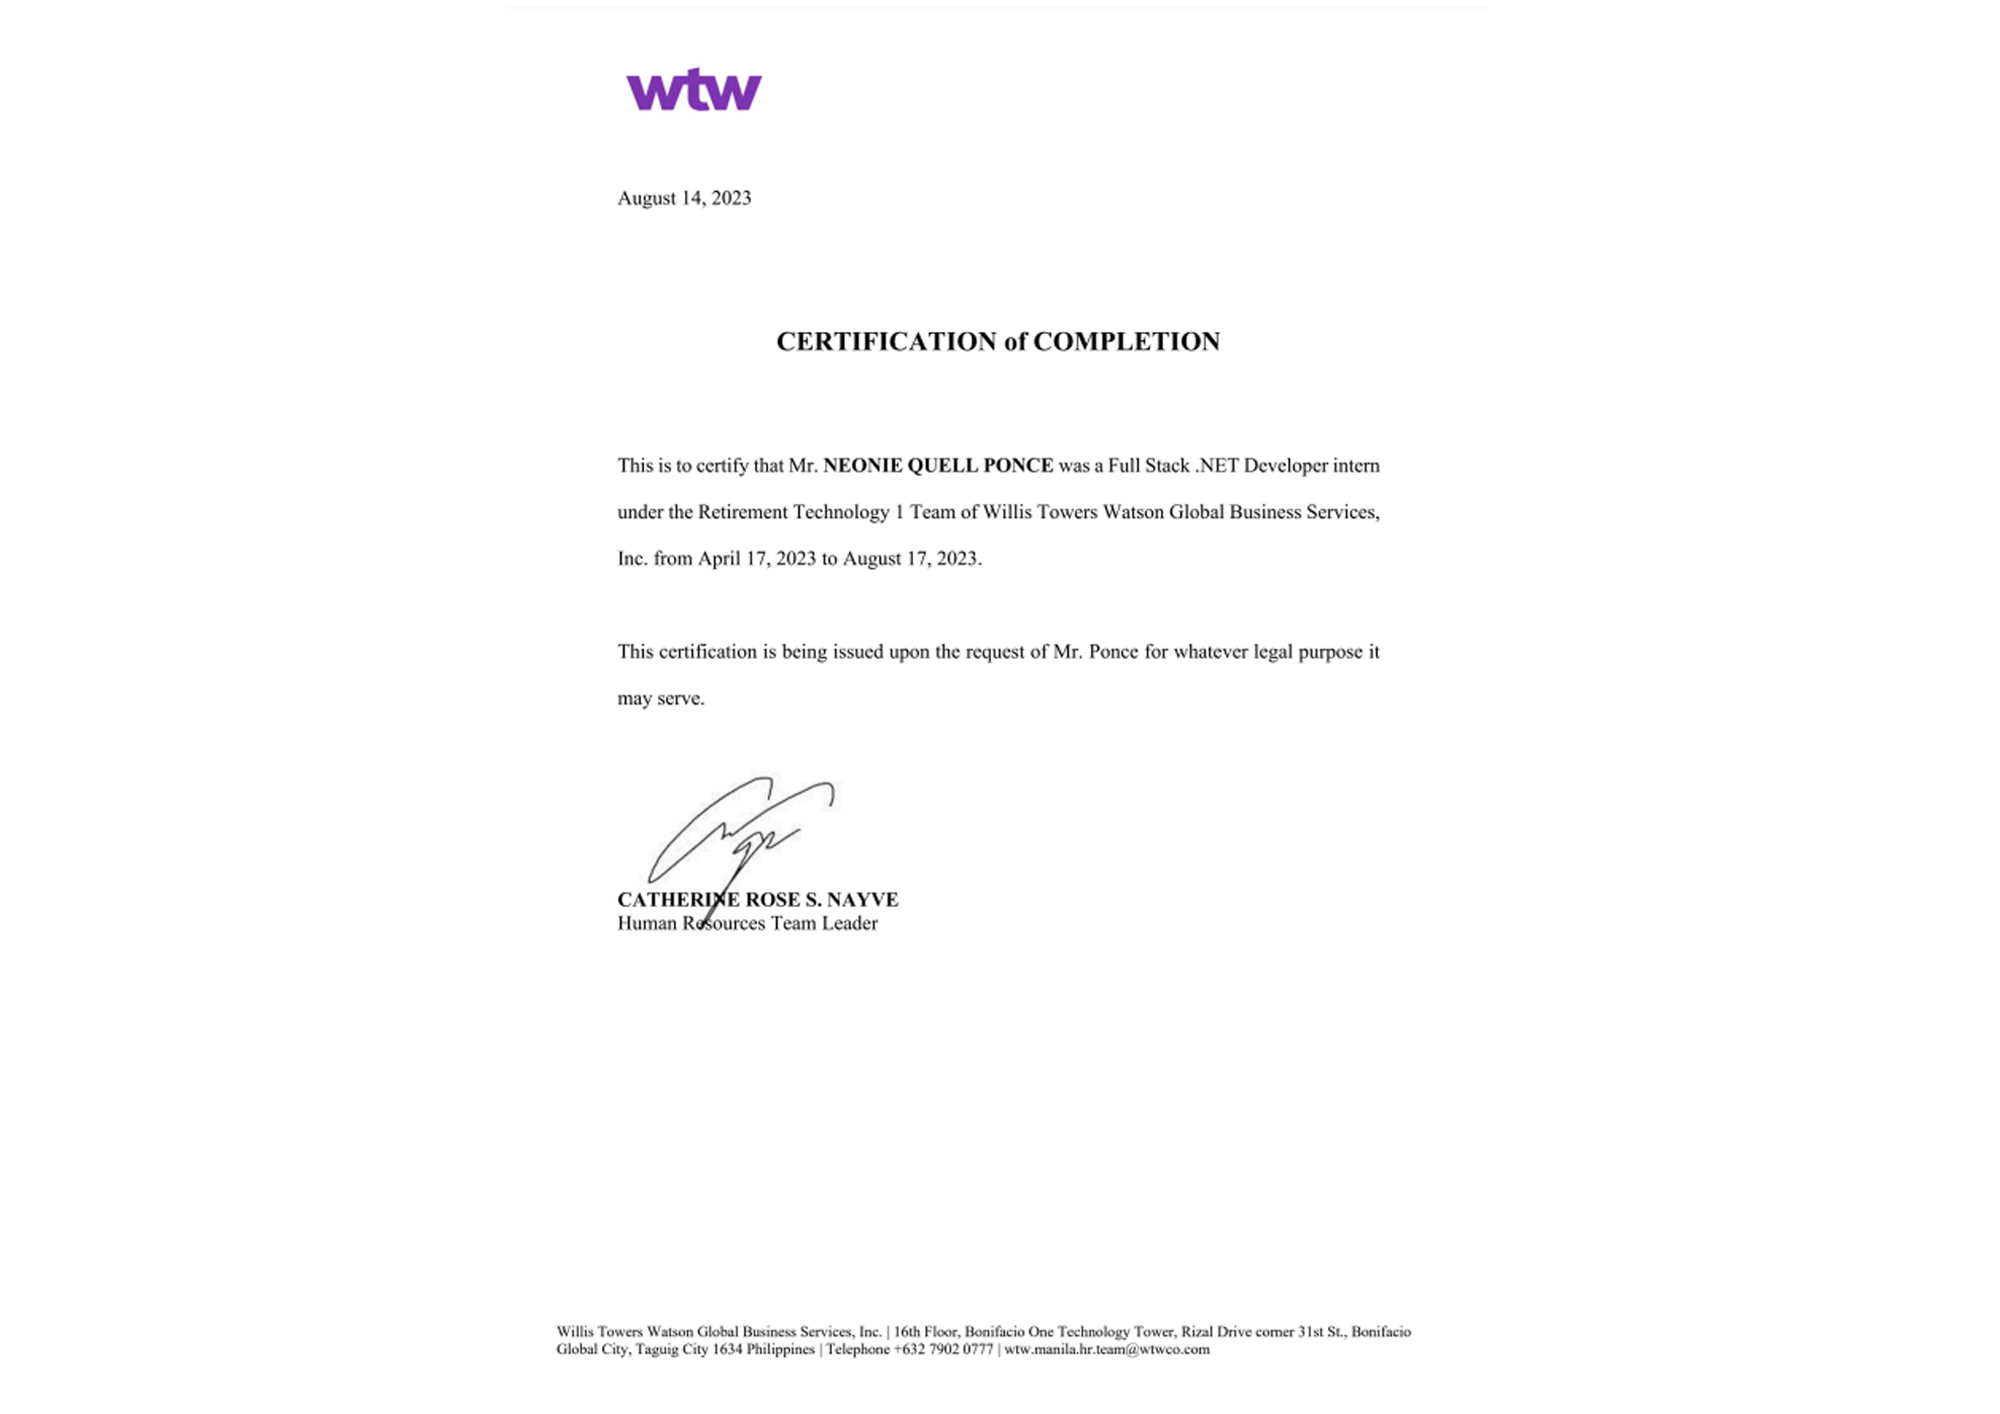 wtw
August 14, 2023
CERTIFICATION of COMPLETION
This is to certify that Mr. NEONIE QUELL PONCE was a Full Stack .NET Developer intern
under the Retirement Technology 1 Team of Willis Towers Watson Global Business Services,
Inc. from April 17, 2023 to August 17, 2023.
This certification is being issued upon the request of Mr. Ponce for whatever legal purpose it
may serve.
CATHERINE ROSE S. NAYVE
Human Resources Team Leader
Willis Towers Watson Global Business Services, Inc. | 16th Floor, Bonifacio One Technology Tower, Rizal Drive corner 31st St., Bonifacio
Global City, Taguig City 1634 Philippines | Telephone +632 7902 0777 | wtw.manila.hr.team@wtwco.com